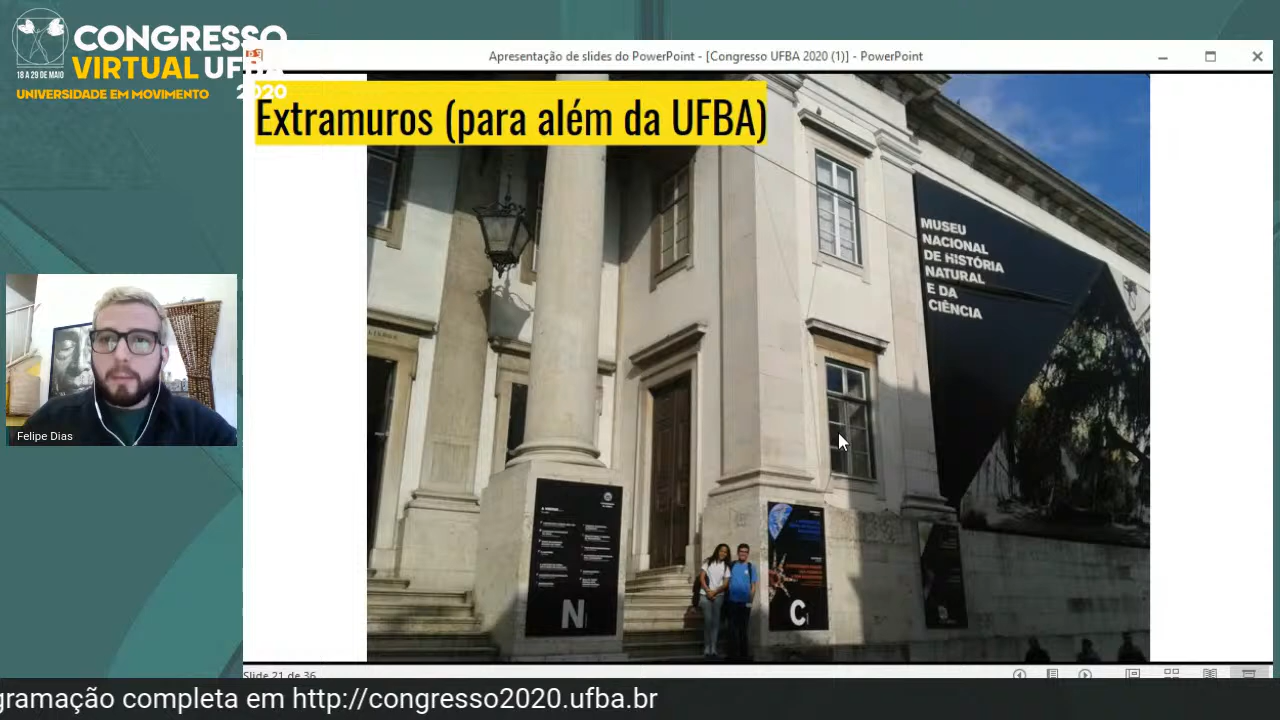 CONGRESSO
VIRTUAL UFBA
18 A 29 DE MAIO
2020
UNIVERSIDADE EM MOVIMENTO
Apresentação de slides do PowerPoint - [Congresso UFBA 2020 (1)] - PowerPoint
Extramuros (para além da UFBA)
MUSEU
NACIONAL
DE HISTÓRIA
NATURAL
E DA
CIÊNCIA
N
C
Felipe Dias
Slide 21 de 36
gramação completa em http://congresso2020.ufba.br